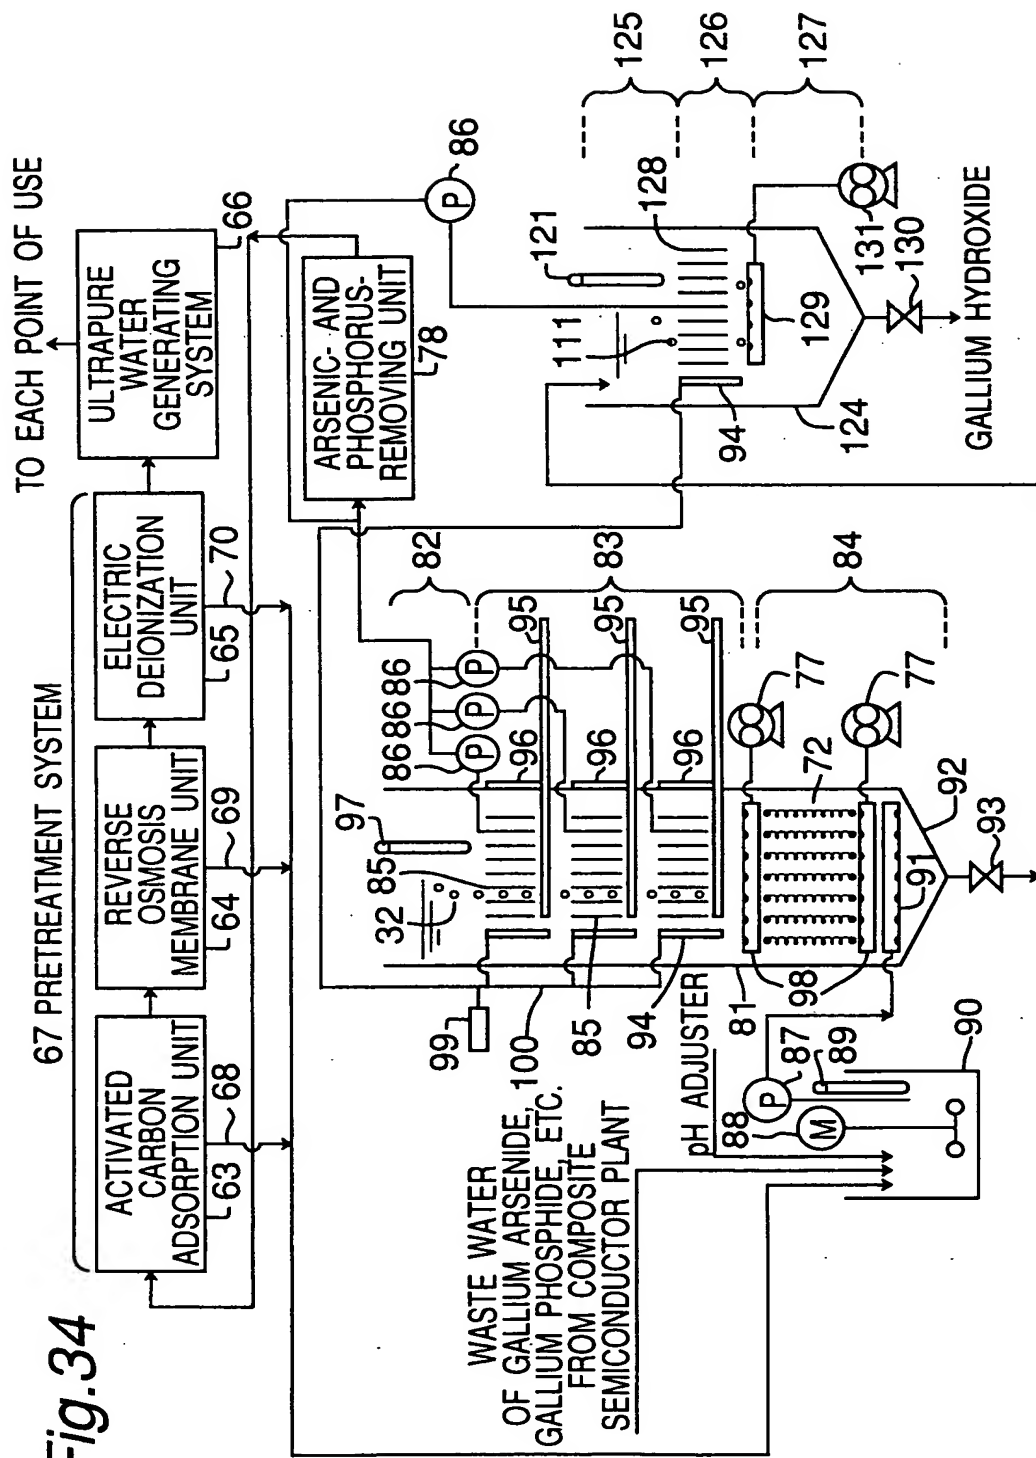 Fig.34
67 PRETREATMENT SYSTEM
TO EACH POINT OF USE
ACTIVATED
CARBON
ADSORPTION UNIT
63
68
REVERSE
OSMOSIS
MEMBRANE UNIT
64
69
ELECTRIC
DEIONIZATION
UNIT
65
70
ULTRAPURE
WATER
GENERATING
SYSTEM
66
ARSENIC- AND
PHOSPHORUS-
REMOVING UNIT
78
P
86
WASTE WATER
OF GALLIUM ARSENIDE,
GALLIUM PHOSPHIDE, ETC.
FROM COMPOSITE
SEMICONDUCTOR PLANT
pH ADJUSTER
99
100
32
85
97
86
86
86
P
P
P
82
83
84
96
96
96
95
95
95
85
94
81
98
72
77
77
91
92
93
88
M
P
87
89
90
111
121
128
125
126
127
94
124
129
131
130
GALLIUM HYDROXIDE